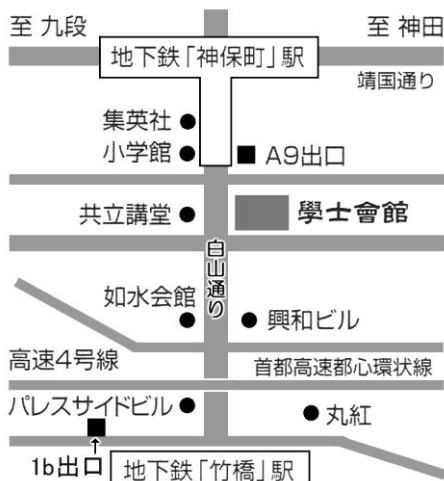 至 九段
至 神田
地下鉄「神保町」駅
靖国通り
集英社
小学館
A9出口
共立講堂
學士會館
白山通り
如水会館
興和ビル
高速4号線
首都高速都心環状線
パレスサイドビル
丸紅
1b出口
地下鉄「竹橋」駅